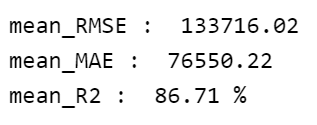 mean_RMSE :  133716.02
mean_MAE :  76550.22
mean_R2 :  86.71 %